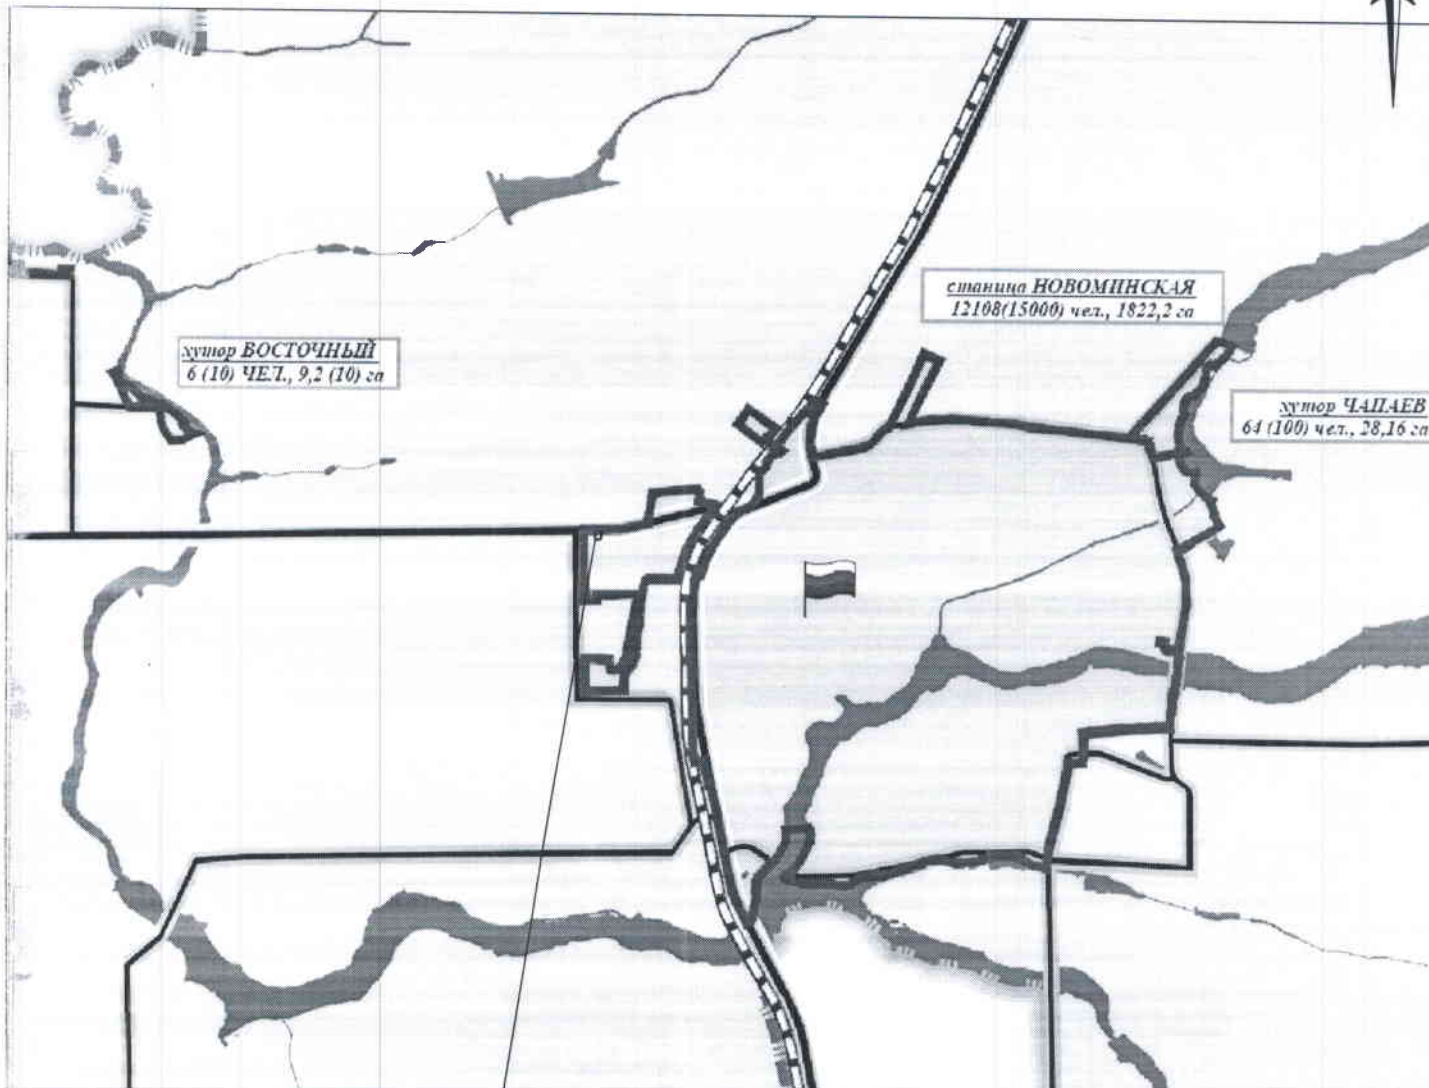 станица НОВОМИНСКАЯ
12108(15000) чел., 1822,2 га
хутор ВОСТОЧНЫЙ
6 (10) ЧЕЛ., 9,2 (10) га
хутор ЧАПАЕВ
64 (100) чел., 28,16 га